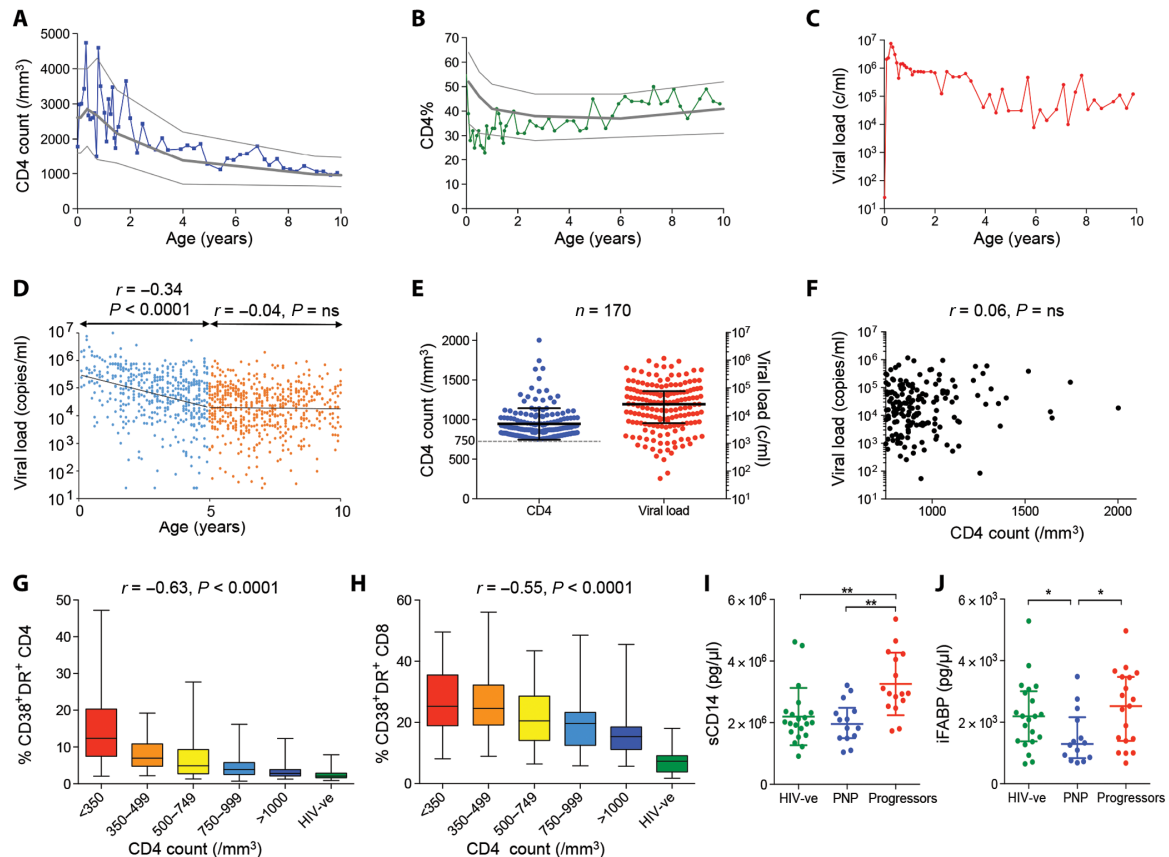 A
CD4 count (/mm³)
5000
4000
3000
2000
1000
0
0 2 4 6 8 10
Age (years)
B
CD4%
70
60
50
40
30
20
10
0
0 2 4 6 8 10
Age (years)
C
Viral load (c/ml)
10⁷
10⁶
10⁵
10⁴
10³
10²
10¹
0 2 4 6 8 10
Age (years)
D
r = −0.34
P < 0.0001
r = −0.04, P = ns
Viral load (copies/ml)
10⁷
10⁶
10⁵
10⁴
10³
10²
10¹
0 5 10
Age (years)
E
n = 170
CD4 count (/mm³)
2000
1500
1000
750
500
0
CD4
Viral load
Viral load (c/ml)
10⁷
10⁶
10⁵
10⁴
10³
10²
10¹
F
r = 0.06, P = ns
Viral load (copies/ml)
10⁷
10⁶
10⁵
10⁴
10³
10²
10¹
1000 1500 2000
CD4 count (/mm³)
G
r = −0.63, P < 0.0001
% CD38⁺DR⁺ CD4
50
40
30
20
10
0
<350
350–499
500–749
750–999
>1000
HIV-ve
CD4 count (/mm³)
H
r = −0.55, P < 0.0001
% CD38⁺DR⁺ CD8
60
40
20
0
<350
350–499
500–749
750–999
>1000
HIV-ve
CD4 count (/mm³)
I
**
**
sCD14 (pg/µl)
6 × 10⁶
4 × 10⁶
2 × 10⁶
0
HIV-ve PNP Progressors
J
* *
iFABP (pg/µl)
6 × 10³
4 × 10³
2 × 10³
0
HIV-ve PNP Progressors